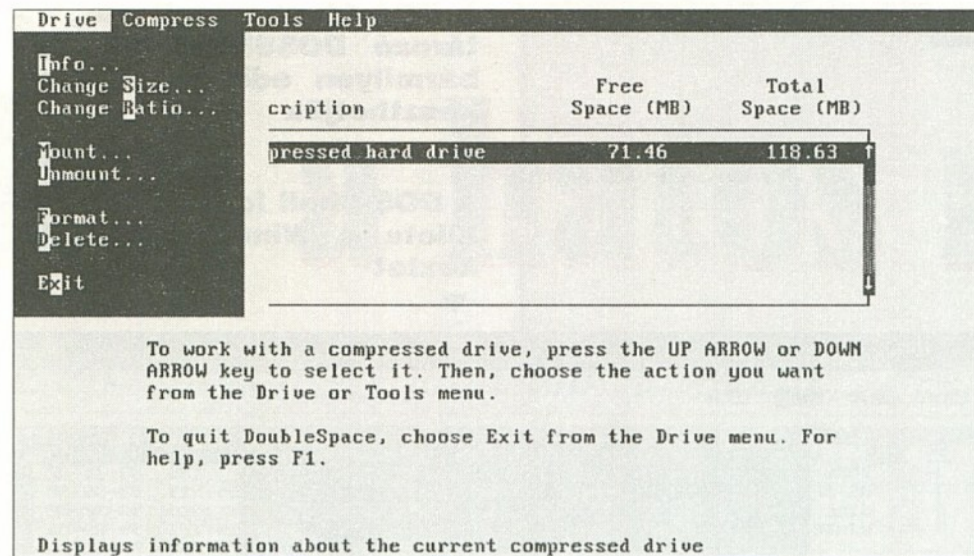 Drive Compress Tools Help
Info...
Change Size...
Change Ratio...
Mount...
Unmount...
Format...
Delete...
Exit
cription
Free Space (MB)
Total Space (MB)
pressed hard drive 71.46 118.63 ↑
↓
To work with a compressed drive, press the UP ARROW or DOWN
ARROW key to select it. Then, choose the action you want
from the Drive or Tools menu.
To quit DoubleSpace, choose Exit from the Drive menu. For
help, press F1.
Displays information about the current compressed drive